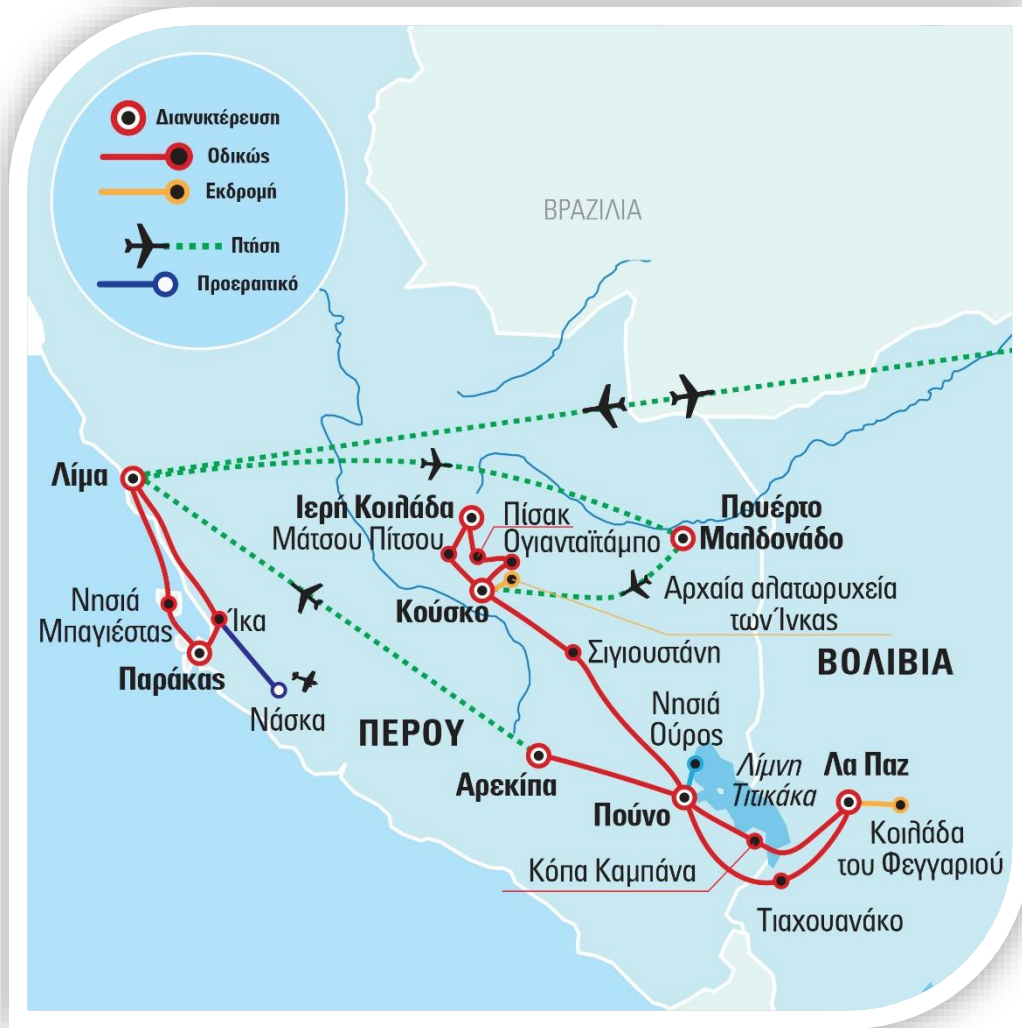 Διανυκτέρευση
Οδικώς
Εκδρομή
Πτήση
Προεραιτικό
ΒΡΑΖΙΛΙΑ
Λίμα
Ιερή Κοιλάδα
Μάτσου Πίτσου
Πίσακ
Ογιανταϊτάμπο
Πουέρτο
Μαλδονάδο
Κούσκο
Αρχαία αλατωρυχεία
των Ίνκας
Νησιά
Μπαγιέστας
Ίκα
Παράκας
Νάσκα
Σιγιουστάνη
ΒΟΛΙΒΙΑ
ΠΕΡΟΥ
Νησιά
Ούρος
Αρεκίπα
Λίμνη
Τιτικάκα
Λα Παζ
Πούνο
Κοιλάδα
του Φεγγαριού
Κόπα Καμπάνα
Τιαχουανάκο